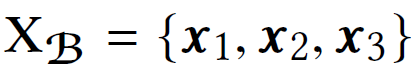 X_ℬ = {𝒙₁, 𝒙₂, 𝒙₃}